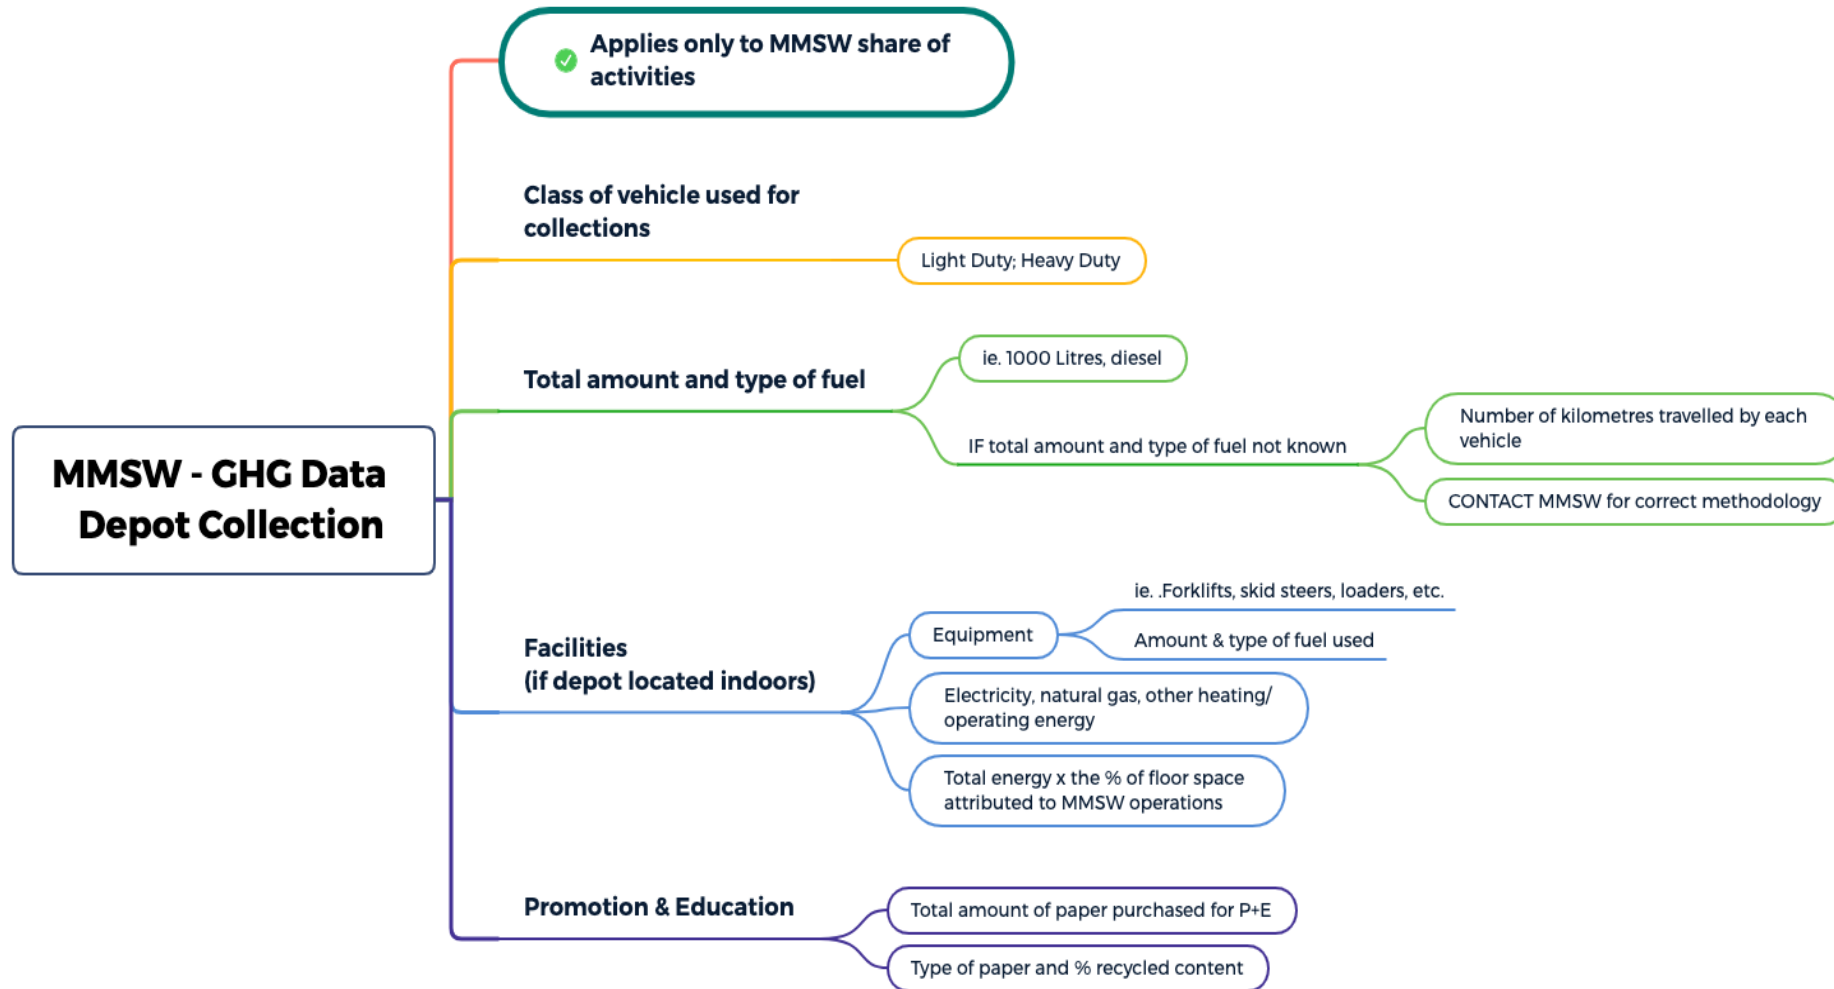 Applies only to MMSW share of
activities
Class of vehicle used for
collections
Light Duty; Heavy Duty
Total amount and type of fuel
ie. 1000 Litres, diesel
IF total amount and type of fuel not known
Number of kilometres travelled by each
vehicle
CONTACT MMSW for correct methodology
MMSW - GHG Data
Depot Collection
Facilities
(if depot located indoors)
Equipment
ie. .Forklifts, skid steers, loaders, etc.
Amount & type of fuel used
Electricity, natural gas, other heating/
operating energy
Total energy x the % of floor space
attributed to MMSW operations
Promotion & Education
Total amount of paper purchased for P+E
Type of paper and % recycled content